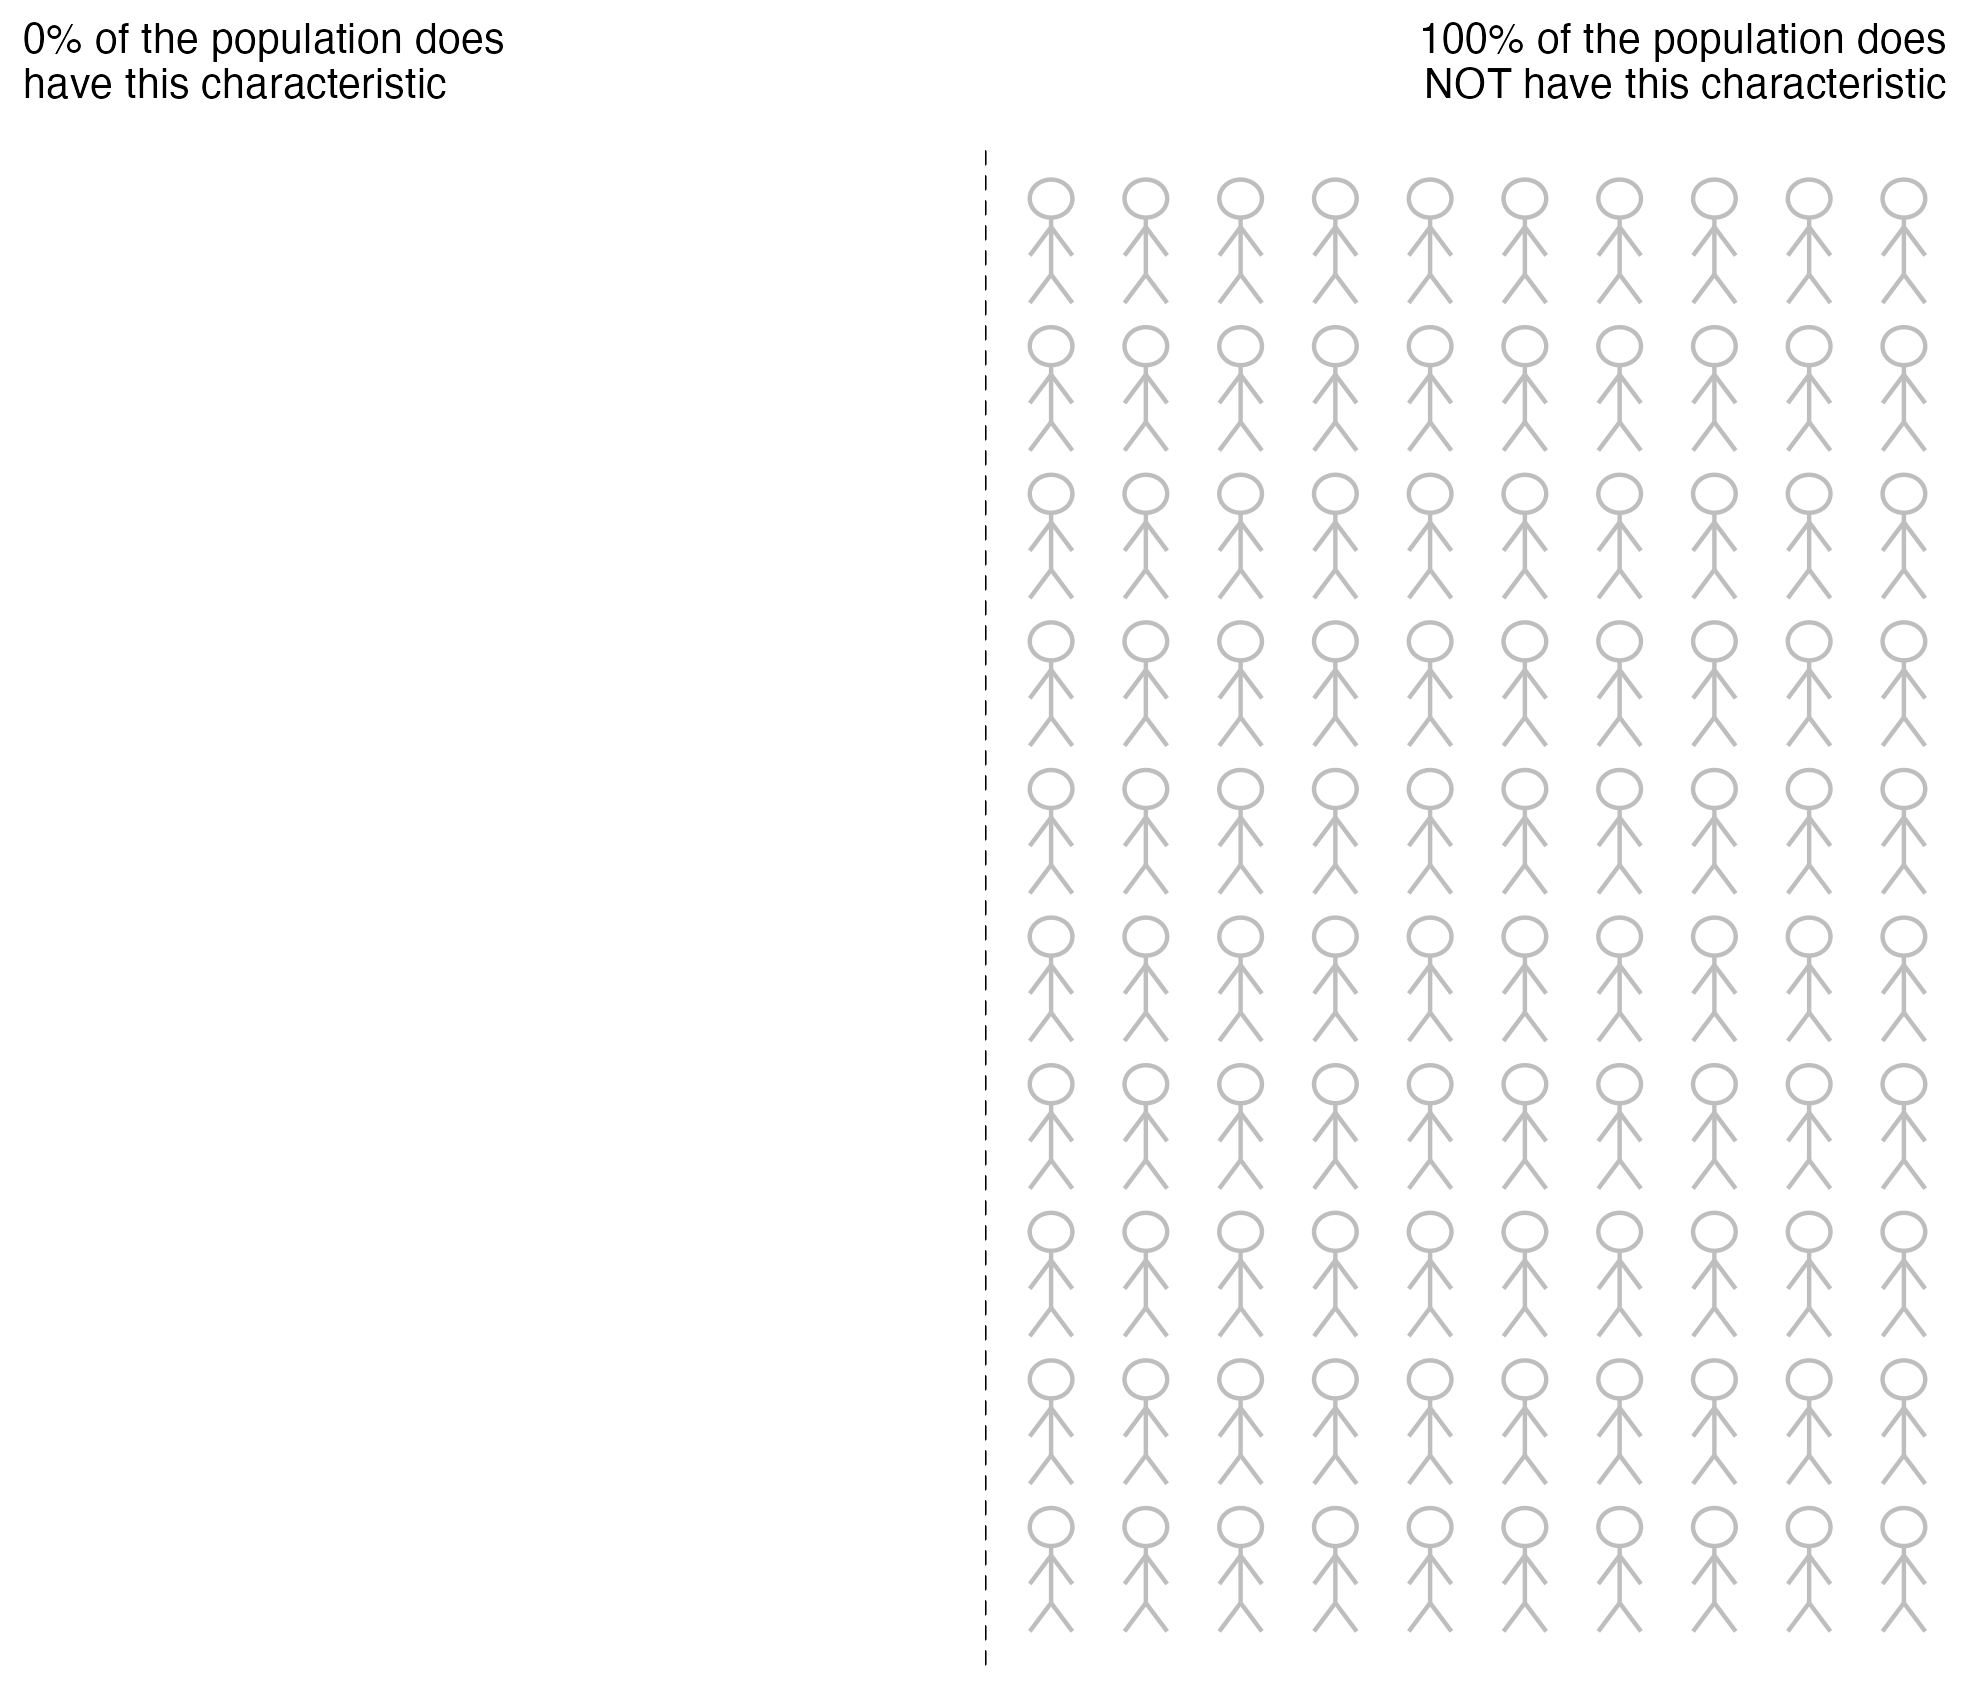 0% of the population does
have this characteristic
100% of the population does
NOT have this characteristic